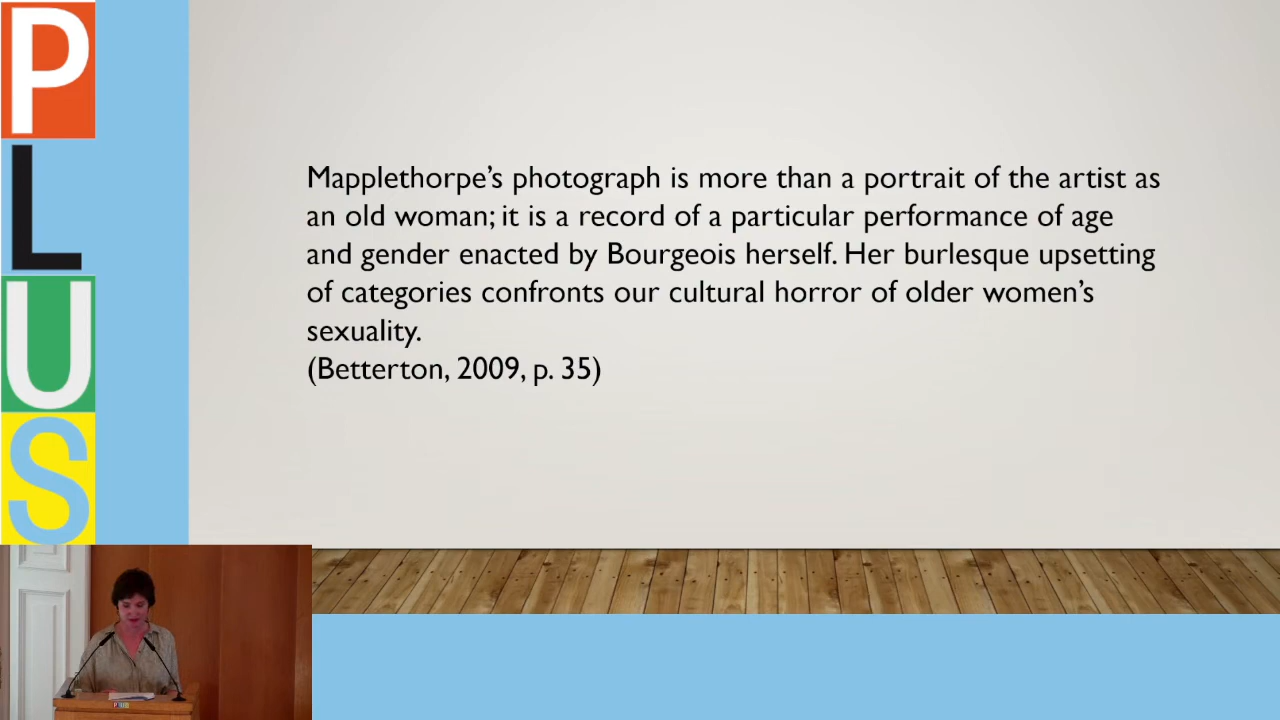 PLUS
Mapplethorpe’s photograph is more than a portrait of the artist as
an old woman; it is a record of a particular performance of age
and gender enacted by Bourgeois herself. Her burlesque upsetting
of categories confronts our cultural horror of older women’s
sexuality.
(Betterton, 2009, p. 35)
PLUS